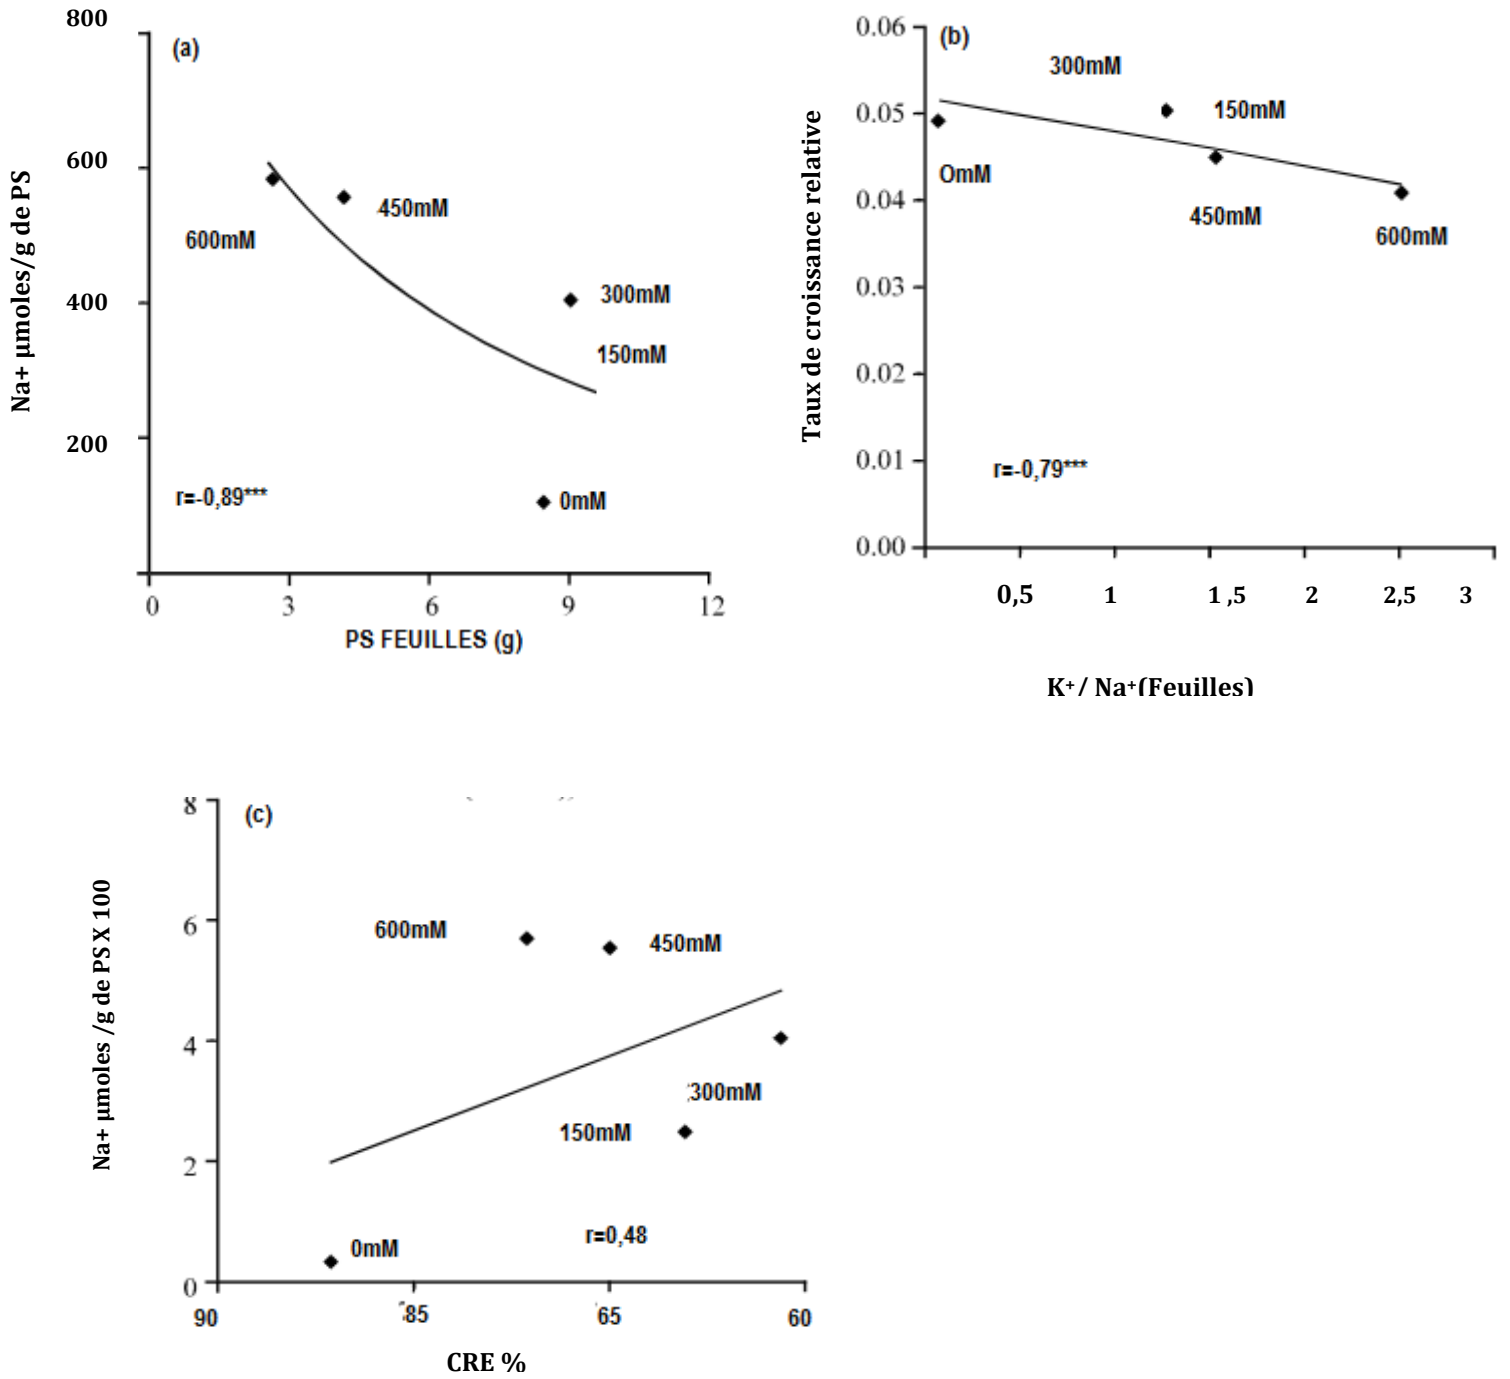 (a)
800
600
400
200
Na+ µmoles/g de PS
450mM
600mM
300mM
150mM
r=-0,89***
0mM
0
3
6
9
12
PS FEUILLES (g)
(b)
0.06
0.05
0.04
0.03
0.02
0.01
0.00
Taux de croissance relative
300mM
150mM
OmM
450mM
600mM
r=-0,79***
0,5
1
1,5
2
2,5
3
K+/ Na+(Feuilles)
(c)
8
6
4
2
0
Na+ µmoles /g de PS X 100
600mM
450mM
300mM
150mM
r=0,48
0mM
90
85
65
60
CRE %